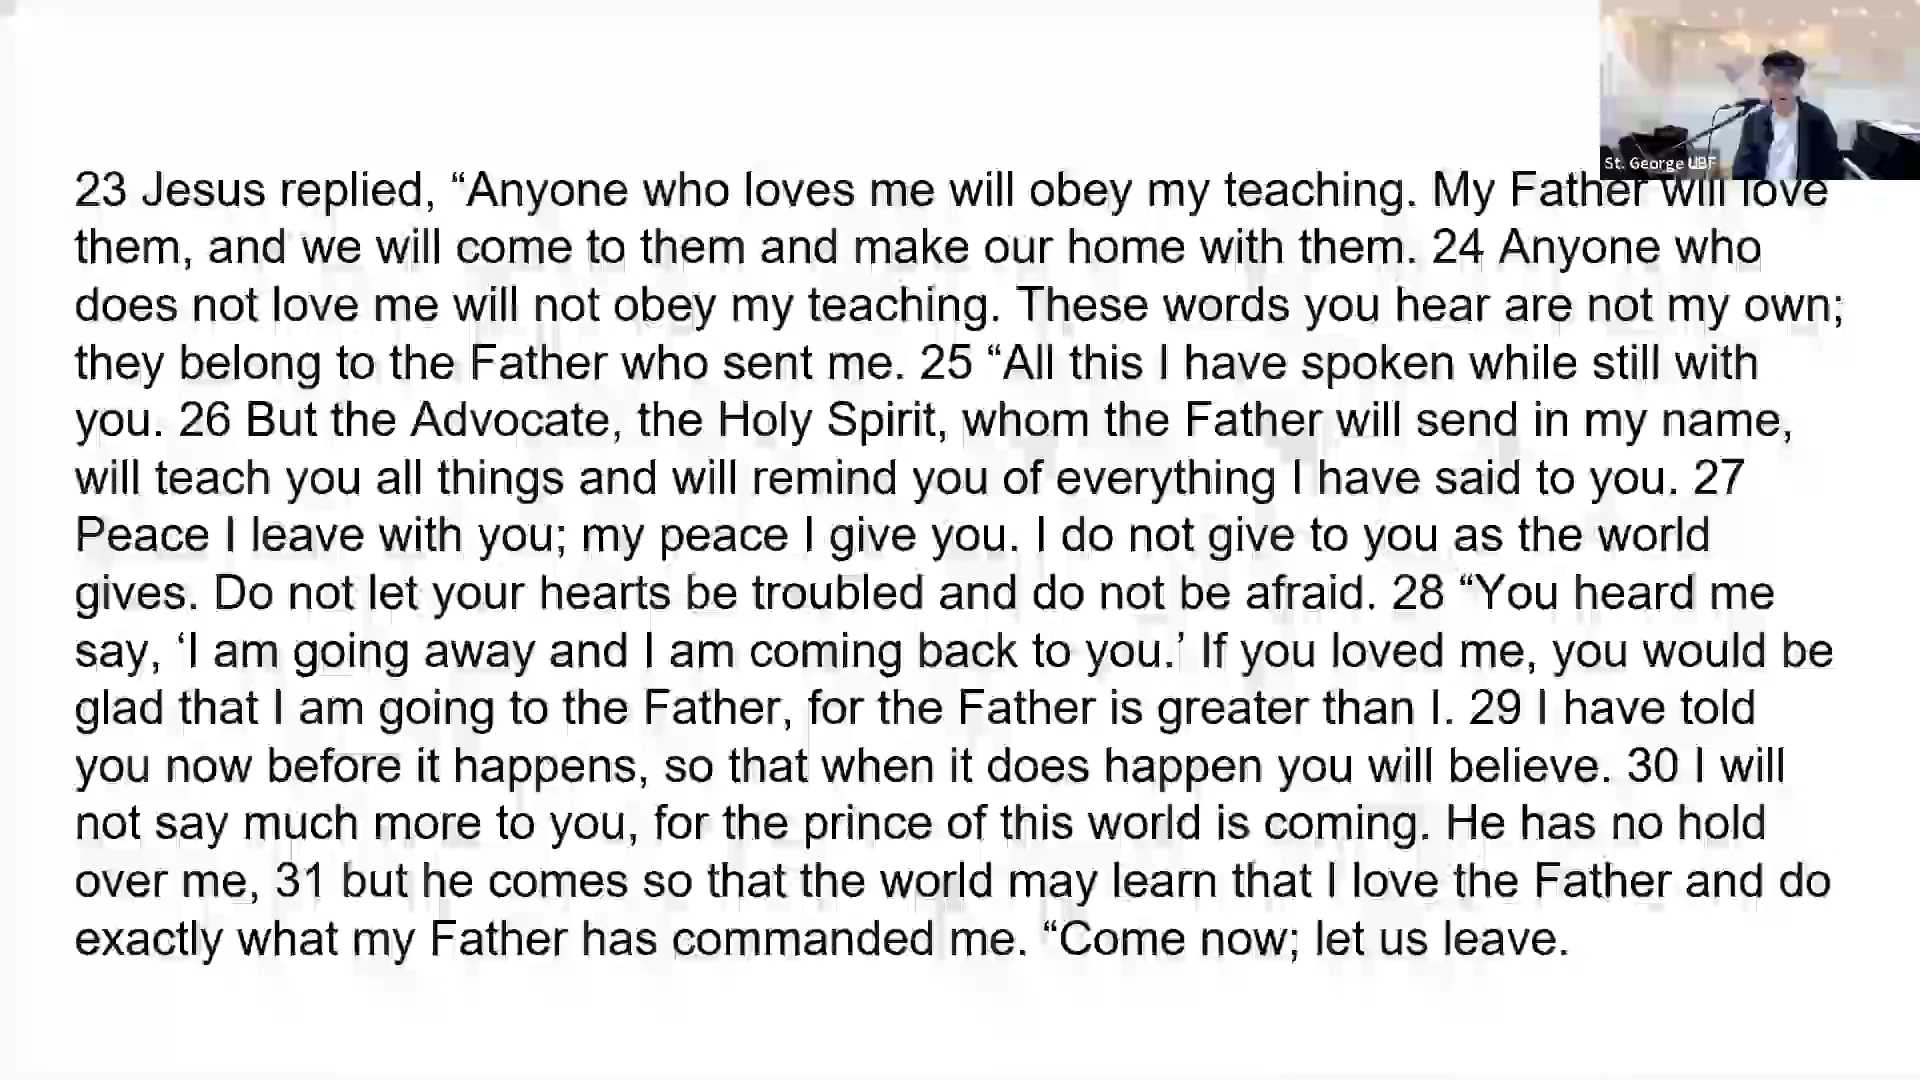 St. George UBF
23 Jesus replied, “Anyone who loves me will obey my teaching. My Father will love
them, and we will come to them and make our home with them. 24 Anyone who
does not love me will not obey my teaching. These words you hear are not my own;
they belong to the Father who sent me. 25 “All this I have spoken while still with
you. 26 But the Advocate, the Holy Spirit, whom the Father will send in my name,
will teach you all things and will remind you of everything I have said to you. 27
Peace I leave with you; my peace I give you. I do not give to you as the world
gives. Do not let your hearts be troubled and do not be afraid. 28 “You heard me
say, ‘I am going away and I am coming back to you.’ If you loved me, you would be
glad that I am going to the Father, for the Father is greater than I. 29 I have told
you now before it happens, so that when it does happen you will believe. 30 I will
not say much more to you, for the prince of this world is coming. He has no hold
over me, 31 but he comes so that the world may learn that I love the Father and do
exactly what my Father has commanded me. “Come now; let us leave.